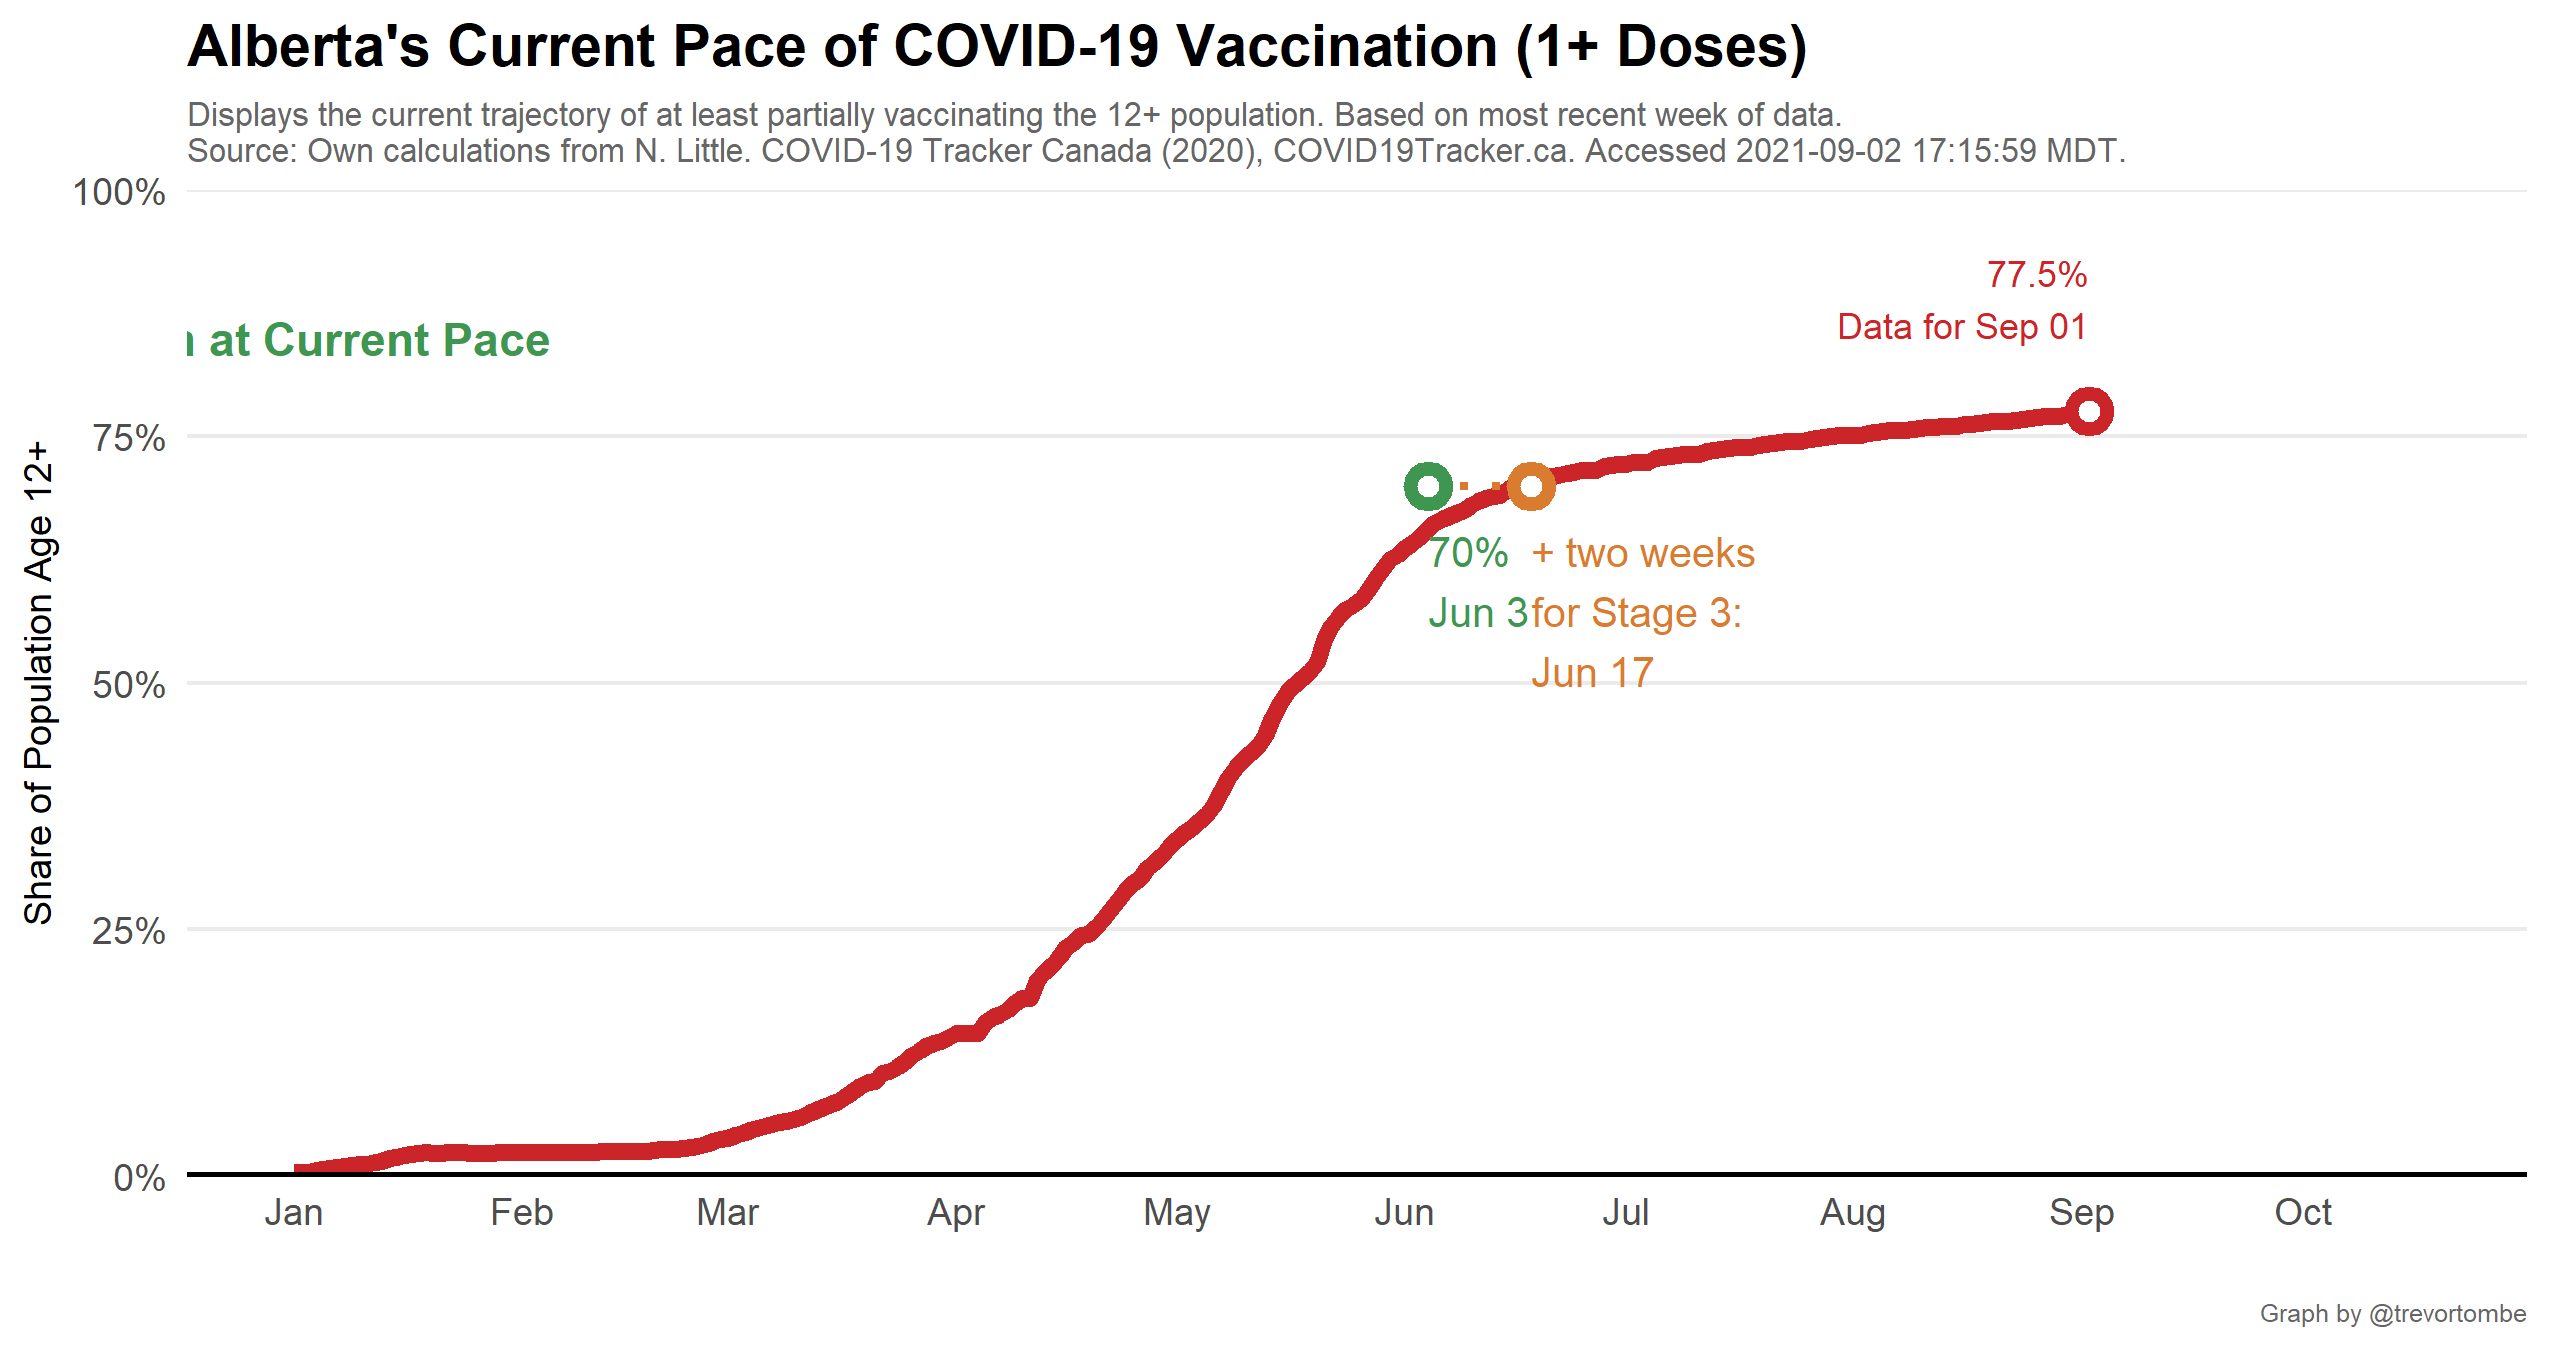 Alberta's Current Pace of COVID-19 Vaccination (1+ Doses)
Displays the current trajectory of at least partially vaccinating the 12+ population. Based on most recent week of data.
Source: Own calculations from N. Little. COVID-19 Tracker Canada (2020), COVID19Tracker.ca. Accessed 2021-09-02 17:15:59 MDT.
100%
77.5%
Data for Sep 01
at Current Pace
75%
70%
Jun 3
+ two weeks
for Stage 3:
Jun 17
50%
25%
0%
Share of Population Age 12+
Jan Feb Mar Apr May Jun Jul Aug Sep Oct
Graph by @trevortombe